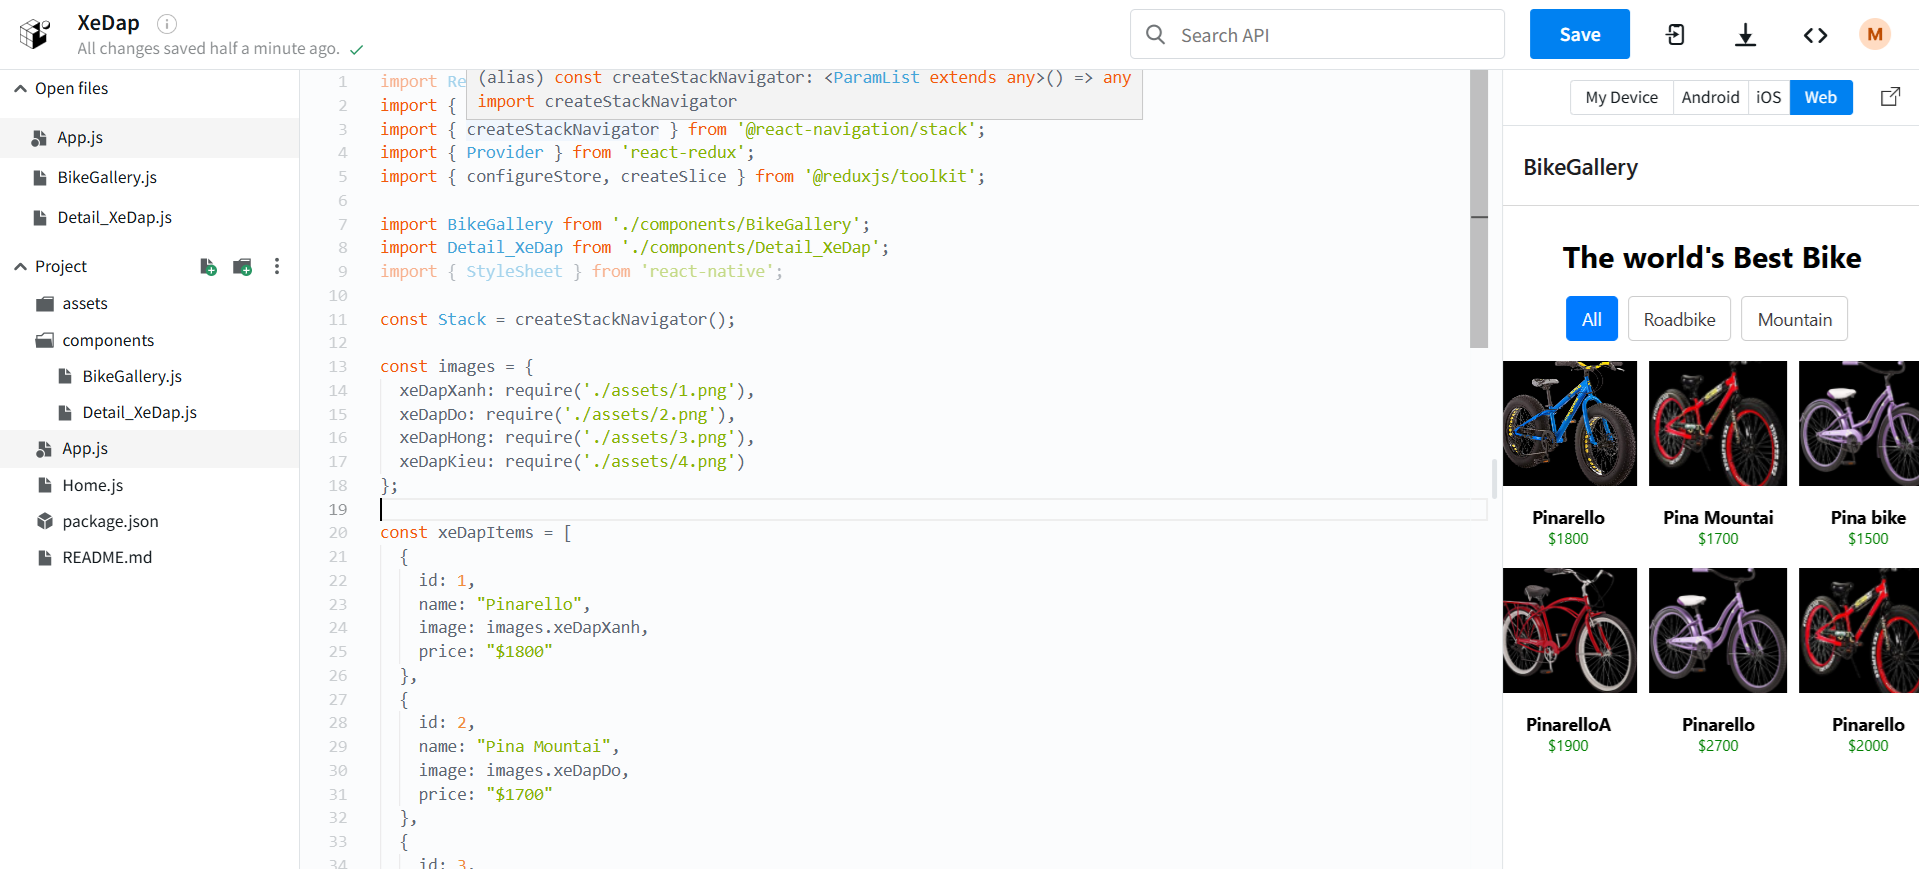 XeDap
All changes saved half a minute ago.
Search API
Save
M
Open files
App.js
BikeGallery.js
Detail_XeDap.js
Project
assets
components
BikeGallery.js
Detail_XeDap.js
App.js
Home.js
package.json
README.md
(alias) const createStackNavigator: <ParamList extends any>() => any
import createStackNavigator
1 import Re
2 import {
3 import { createStackNavigator } from '@react-navigation/stack';
4 import { Provider } from 'react-redux';
5 import { configureStore, createSlice } from '@reduxjs/toolkit';
6
7 import BikeGallery from './components/BikeGallery';
8 import Detail_XeDap from './components/Detail_XeDap';
9 import { StyleSheet } from 'react-native';
10
11 const Stack = createStackNavigator();
12
13 const images = {
14 xeDapXanh: require('./assets/1.png'),
15 xeDapDo: require('./assets/2.png'),
16 xeDapHong: require('./assets/3.png'),
17 xeDapKieu: require('./assets/4.png')
18 };
19
20 const xeDapItems = [
21 {
22 id: 1,
23 name: "Pinarello",
24 image: images.xeDapXanh,
25 price: "$1800"
26 },
27 {
28 id: 2,
29 name: "Pina Mountai",
30 image: images.xeDapDo,
31 price: "$1700"
32 },
33 {
34 id: 3,
My Device Android iOS Web
BikeGallery
The world's Best Bike
All Roadbike Mountain
Pinarello Pina Mountai Pina bike
$1800 $1700 $1500
PinarelloA Pinarello Pinarello
$1900 $2700 $2000